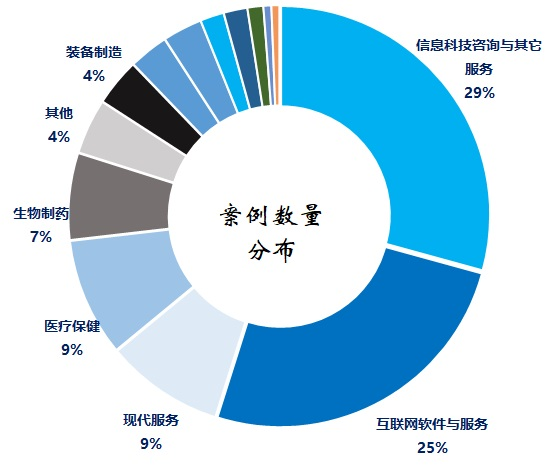 信息科技咨询与其它
服务
29%
互联网软件与服务
25%
现代服务
9%
医疗保健
9%
生物制药
7%
其他
4%
装备制造
4%
案例数量
分布